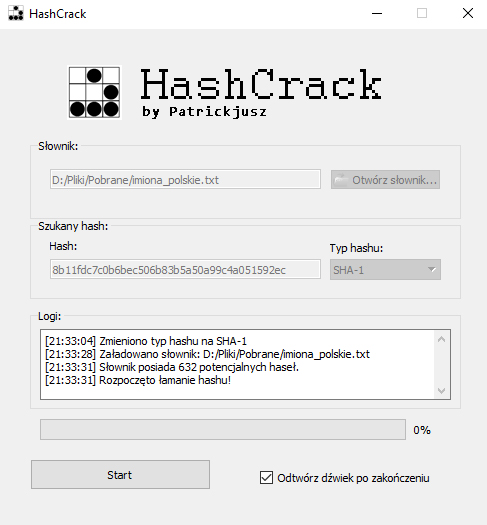 HashCrack
HashCrack
by Patrickjusz
Słownik:
D:/Pliki/Pobrane/imiona_polskie.txt
Otwórz słownik...
Szukany hash:
Hash:
Typ hashu:
8b11fdc7c0b6bec506b83b5a50a99c4a051592ec
SHA-1
Logi:
[21:33:04] Zmieniono typ hashu na SHA-1
[21:33:28] Załadowano słownik: D:/Pliki/Pobrane/imiona_polskie.txt
[21:33:31] Słownik posiada 632 potencjalnych haseł.
[21:33:31] Rozpoczęto łamanie hashu!
0%
Start
Odtwórz dźwiek po zakończeniu